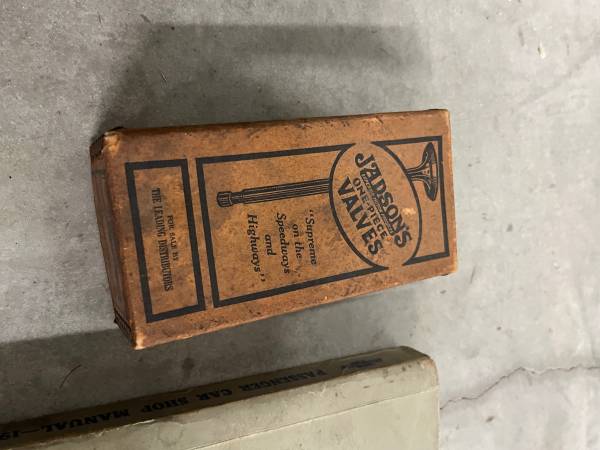 JADSON'S
ONE-PIECE
VALVES
"Supreme
on the
Speedways
and
Highways"
FOR SALE BY
THE LEADING DISTRIBUTORS
PASSENGER CAR SHOP MANUAL—19